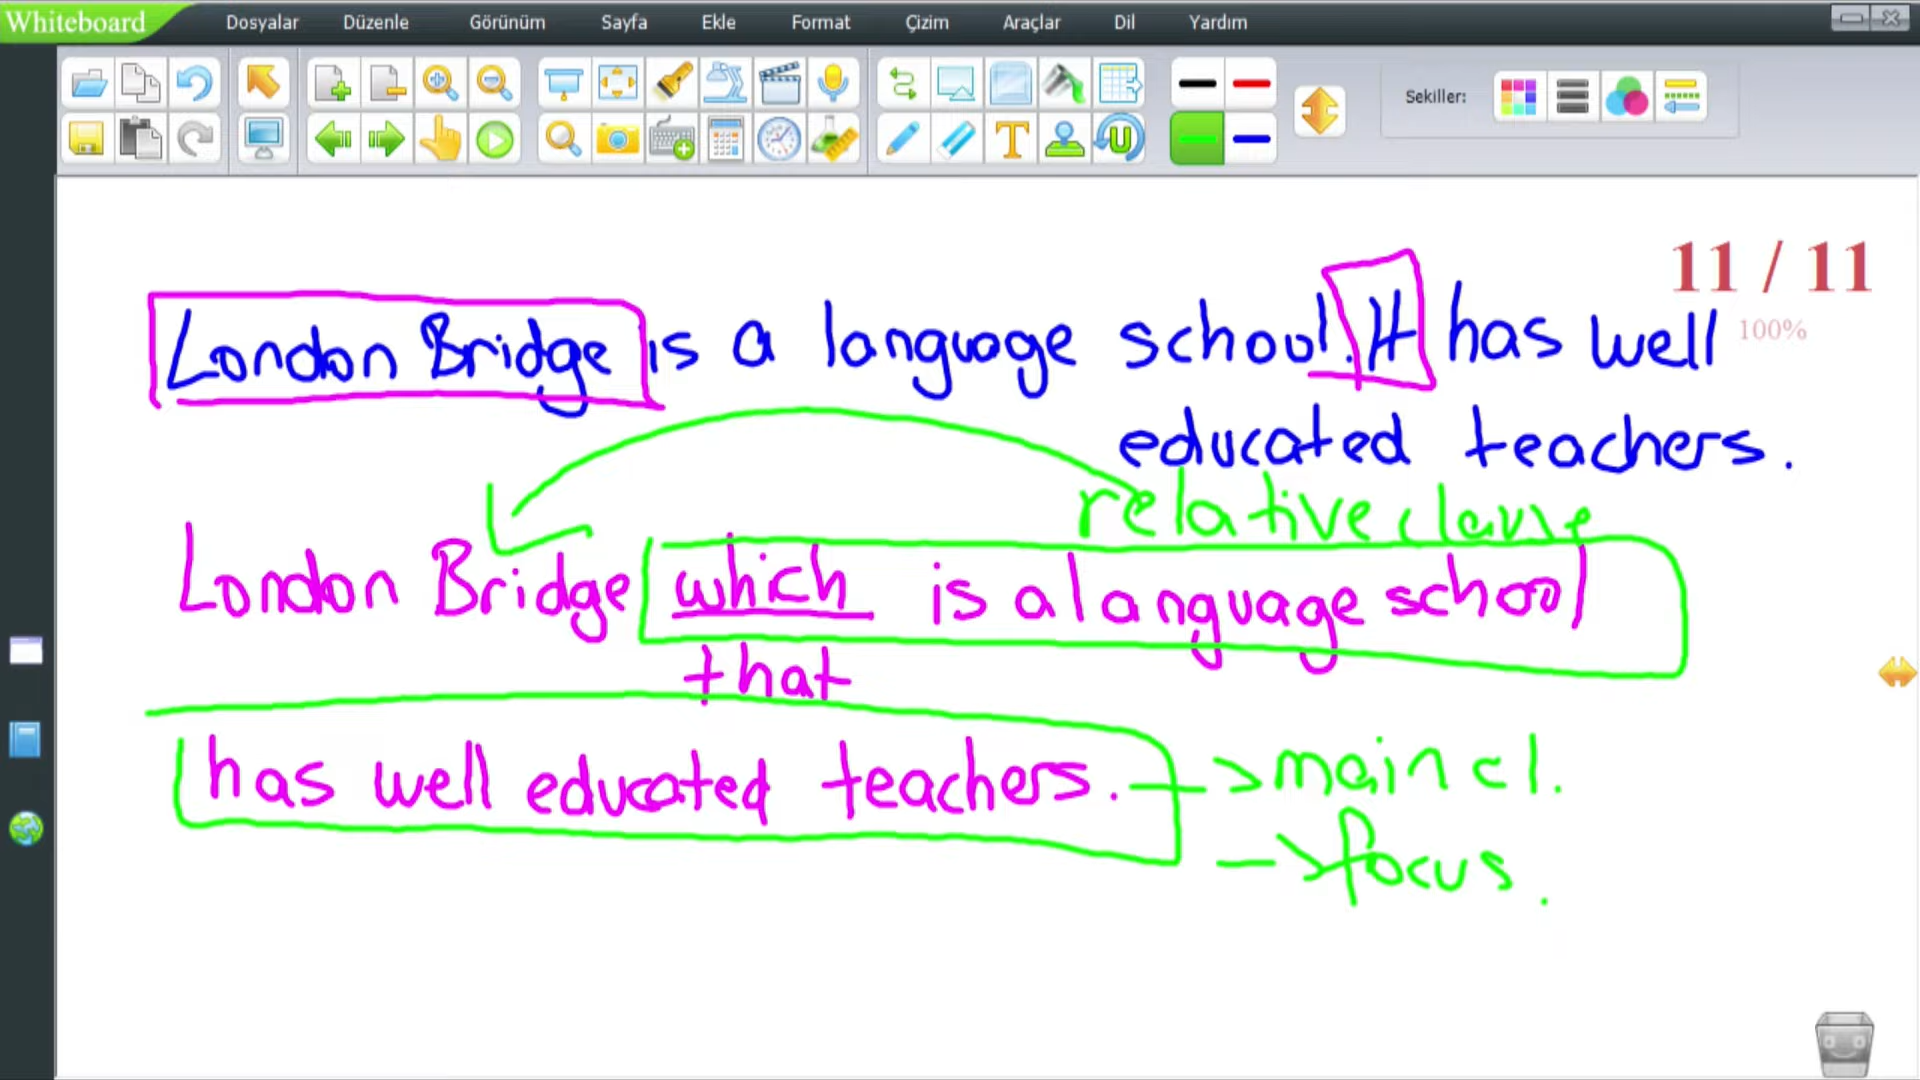 Whiteboard Dosyalar Düzenle Görünüm Sayfa Ekle Format Çizim Araçlar Dil Yardım
Sekiller:
11 / 11
100%
London Bridge is a language school. It has well
educated teachers.
relative clause
London Bridge which is a language school
that
has well educated teachers. → main cl.
→ focus.